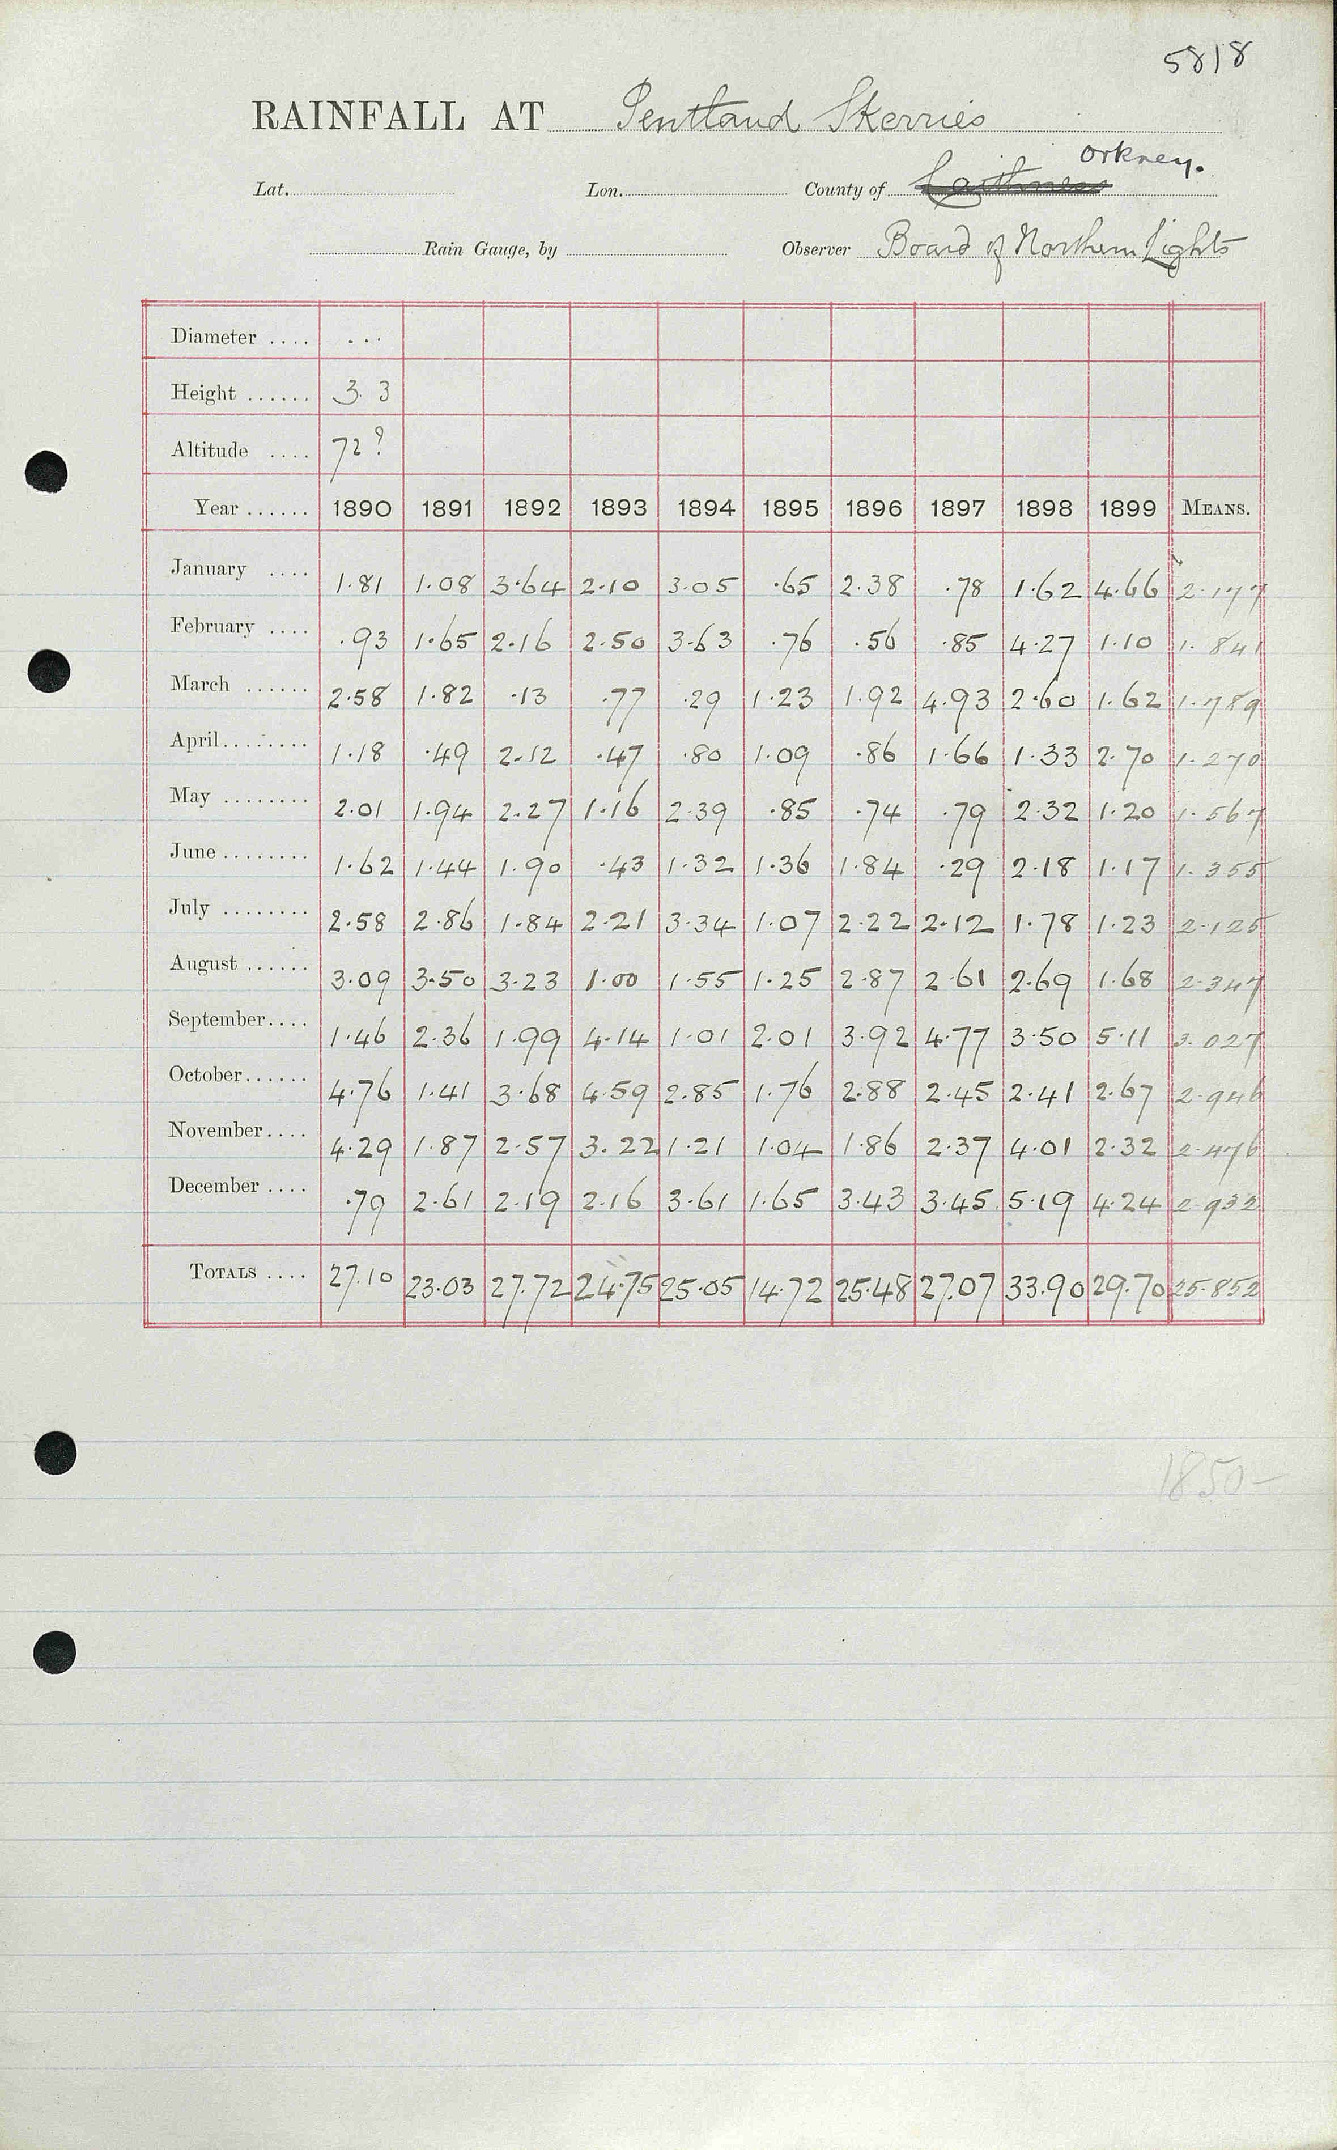 5818
RAINFALL AT Pentland Skerries
Orkney.
Lat. Lon. County of Caithness
Rain Gauge, by Observer Board of Northern Lights
Diameter .... ...
Height ...... 3. 3
Altitude .... 72?
Year ...... 1890 1891 1892 1893 1894 1895 1896 1897 1898 1899 MEANS.
January .... 1.81 1.08 3.64 2.10 3.05 .65 2.38 .78 1.62 4.66 2.177
February .... .93 1.65 2.16 2.50 3.63 .76 .56 .85 4.27 1.10 1.841
March ...... 2.58 1.82 .13 .77 .29 1.23 1.92 4.93 2.60 1.62 1.789
April........ 1.18 .49 2.12 .47 .80 1.09 .86 1.66 1.33 2.70 1.270
May ........ 2.01 1.94 2.27 1.16 2.39 .85 .74 .79 2.32 1.20 1.567
June ........ 1.62 1.44 1.90 .43 1.32 1.36 1.84 .29 2.18 1.17 1.355
July ........ 2.58 2.86 1.84 2.21 3.34 1.07 2.22 2.12 1.78 1.23 2.125
August ...... 3.09 3.50 3.23 1.00 1.55 1.25 2.87 2.61 2.69 1.68 2.347
September.... 1.46 2.36 1.99 4.14 1.01 2.01 3.92 4.77 3.50 5.11 3.027
October...... 4.76 1.41 3.68 4.59 2.85 1.76 2.88 2.45 2.41 2.67 2.946
November.... 4.29 1.87 2.57 3.22 1.21 1.04 1.86 2.37 4.01 2.32 2.476
December .... .79 2.61 2.19 2.16 3.61 1.65 3.43 3.45 5.19 4.24 2.932
TOTALS .... 27.10 23.03 27.72 24.75 25.05 14.72 25.48 27.07 33.90 29.70 25.852
1850-